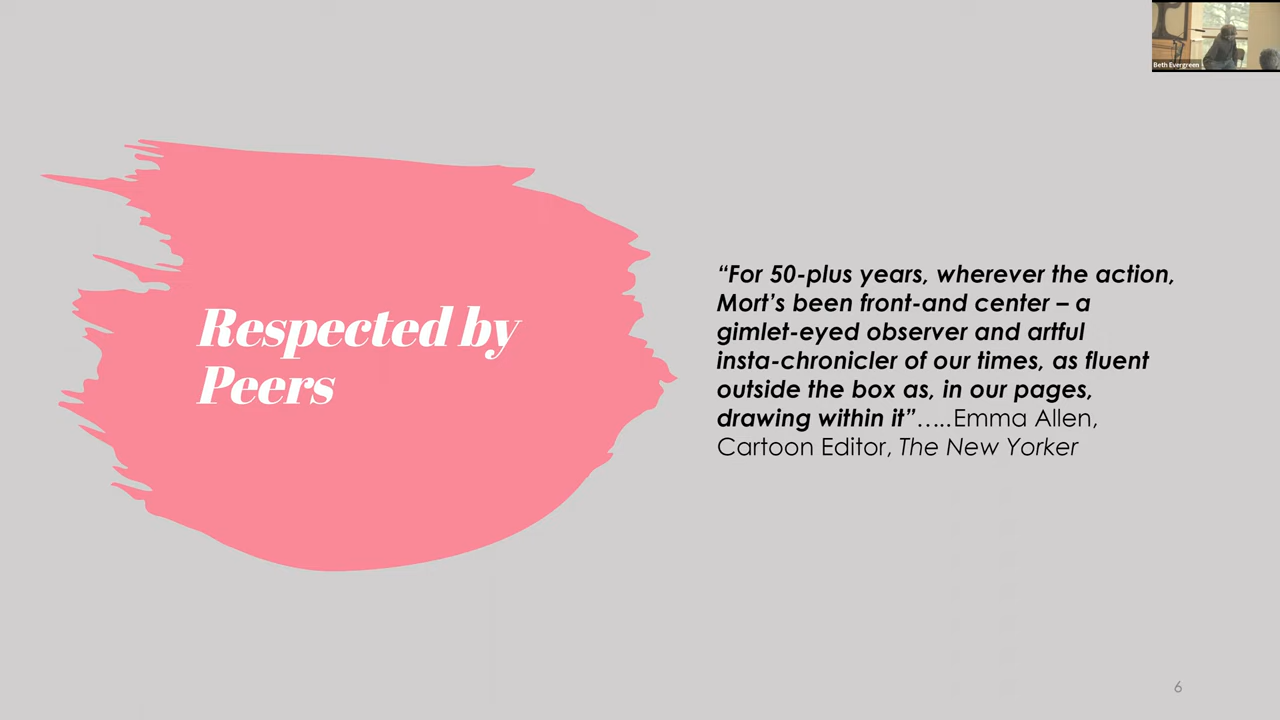 Beth Evergreen
Respected by
Peers
“For 50-plus years, wherever the action,
Mort’s been front-and center – a
gimlet-eyed observer and artful
insta-chronicler of our times, as fluent
outside the box as, in our pages,
drawing within it”…..Emma Allen,
Cartoon Editor, The New Yorker
6